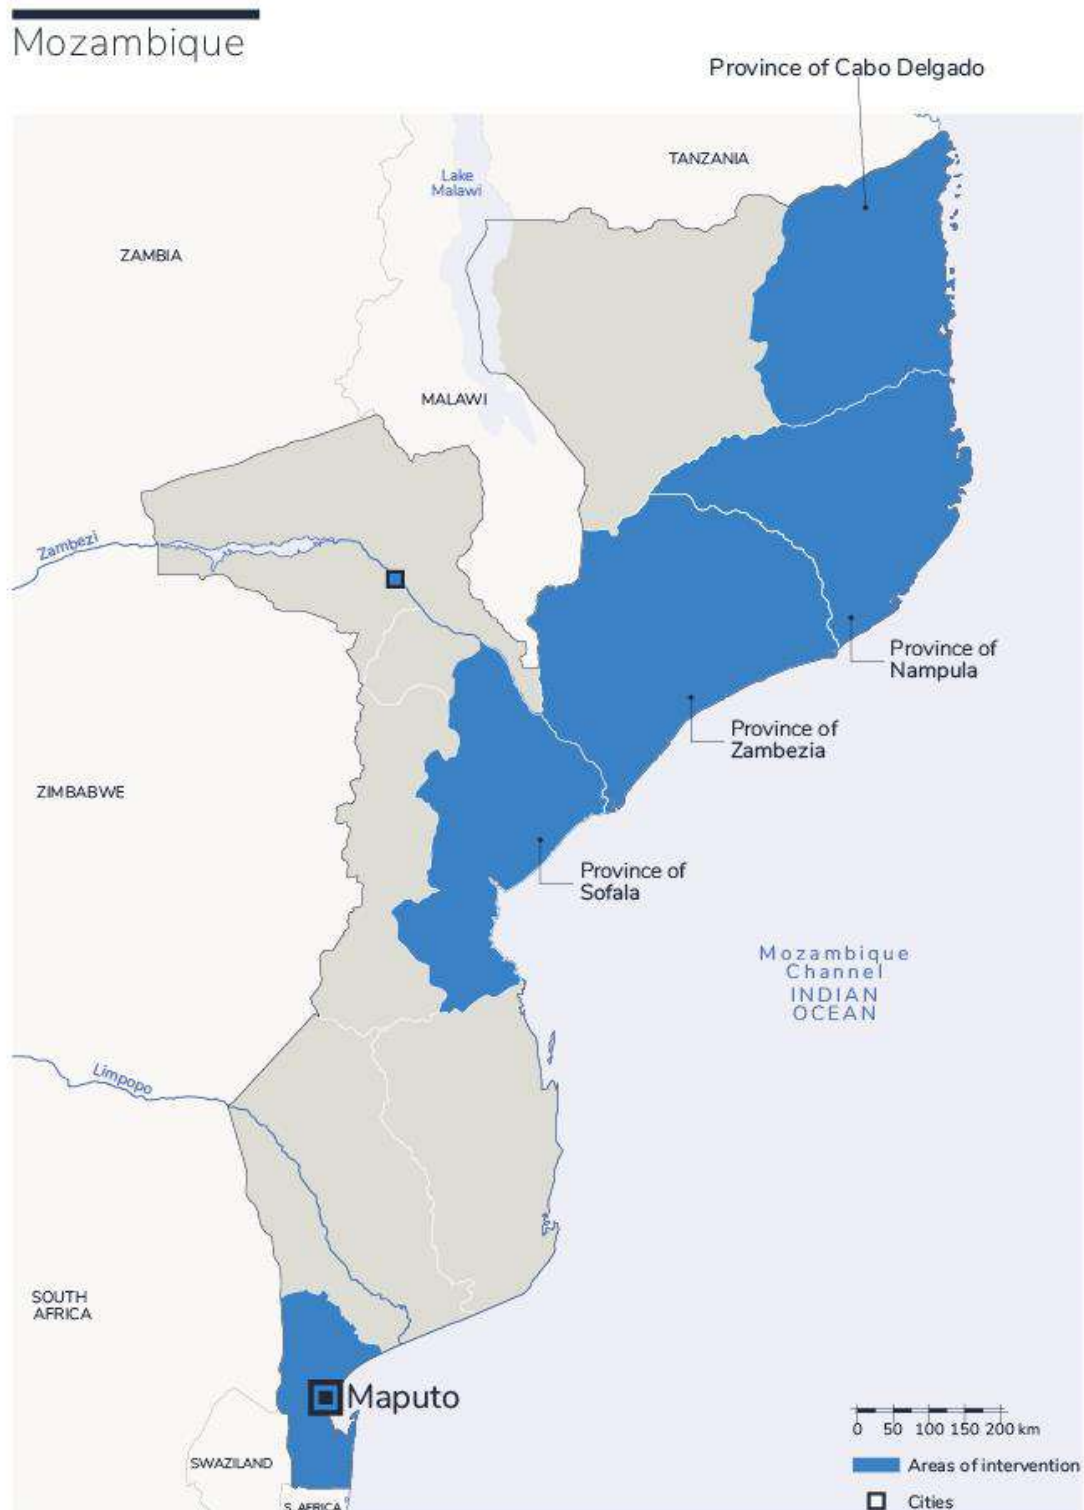 Mozambique
Province of Cabo Delgado
TANZANIA
Lake
Malawi
ZAMBIA
MALAWI
Zambezi
Province of
Nampula
Province of
Zambezia
ZIMBABWE
Province of
Sofala
Mozambique
Channel
INDIAN
OCEAN
Limpopo
SOUTH
AFRICA
Maputo
0 50 100 150 200 km
SWAZILAND
Areas of intervention
S. AFRICA
Cities